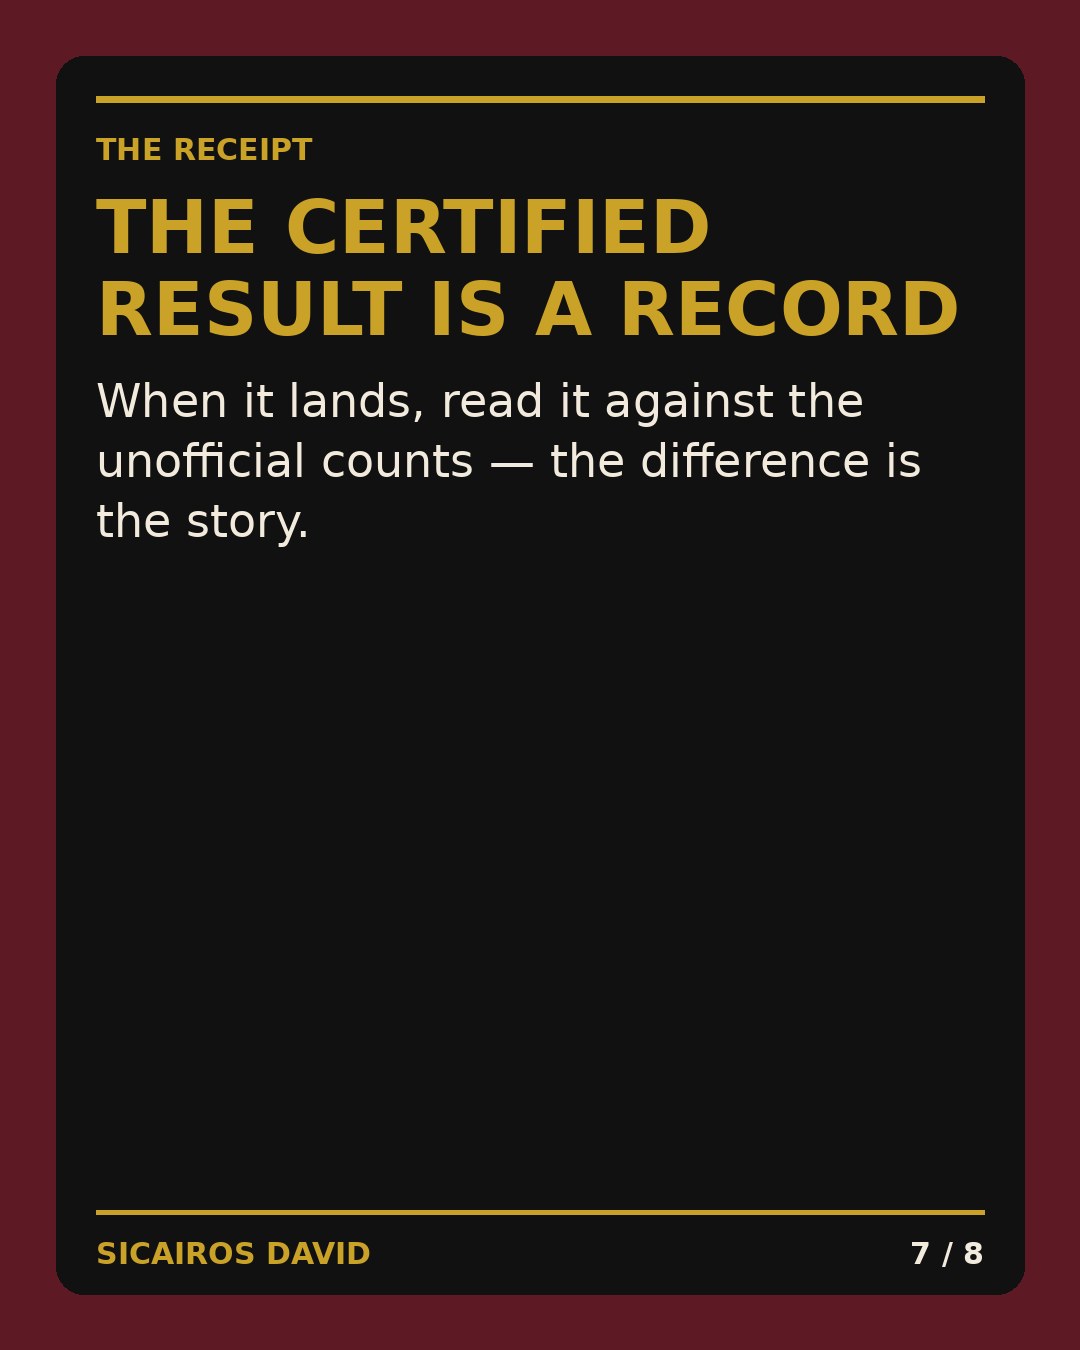 THE RECEIPT
THE CERTIFIED
RESULT IS A RECORD
When it lands, read it against the
unofficial counts — the difference is
the story.
SICAIROS DAVID
7 / 8